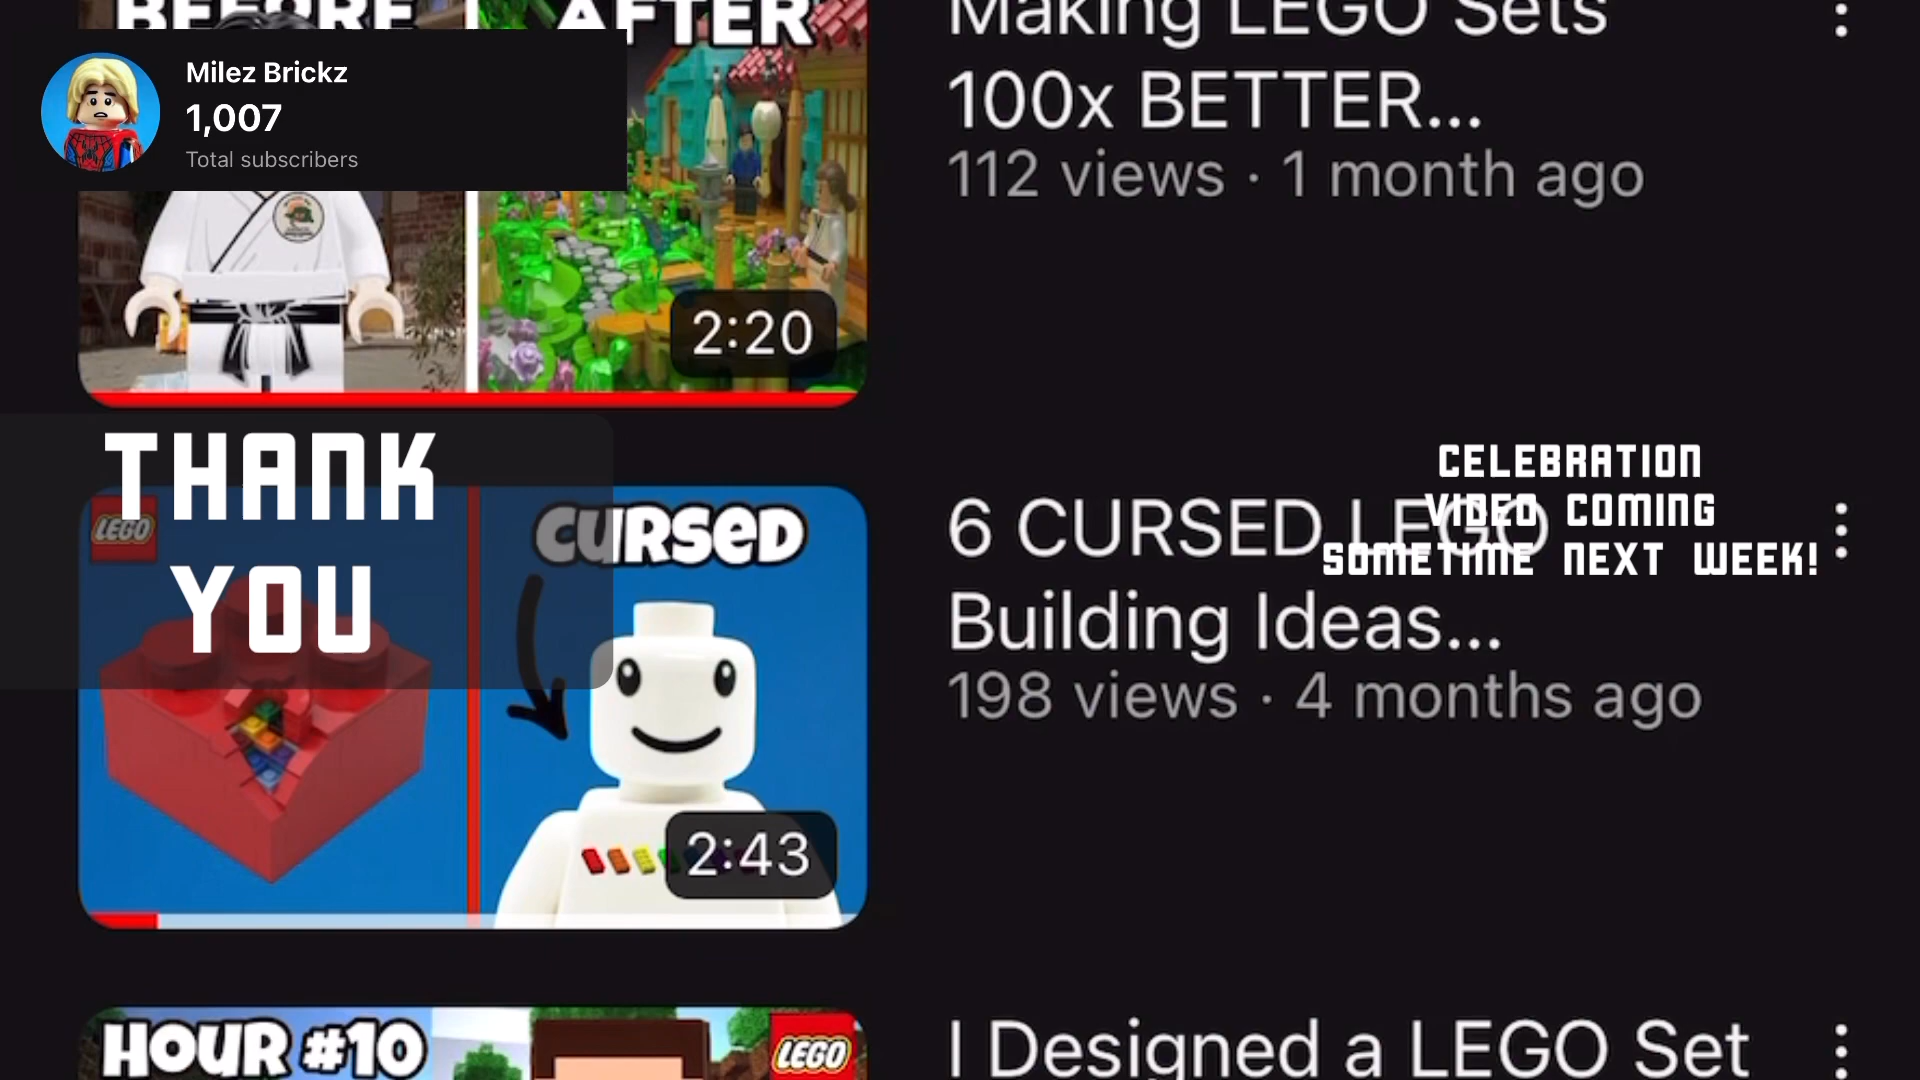 BEFORE
AFTER
Milez Brickz
1,007
Total subscribers
2:20
Making LEGO Sets
100x BETTER...
112 views · 1 month ago
THANK
YOU
LEGO
CURSED
2:43
6 CURSED LEGO
Building Ideas...
198 views · 4 months ago
CELEBRATION
VIDEO COMING
SOMETIME NEXT WEEK!
HOUR #10
LEGO
I Designed a LEGO Set